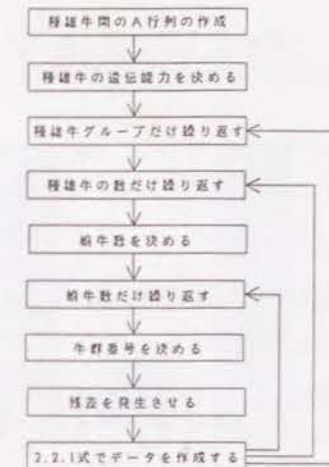 種雄牛間のA行列の作成
種雄牛の遺伝能力を決める
種雄牛グループだけ繰り返す
種雄牛の数だけ繰り返す
娘牛数を決める
娘牛数だけ繰り返す
牛群番号を決める
残差を発生させる
2.2.1式でデータを作成する